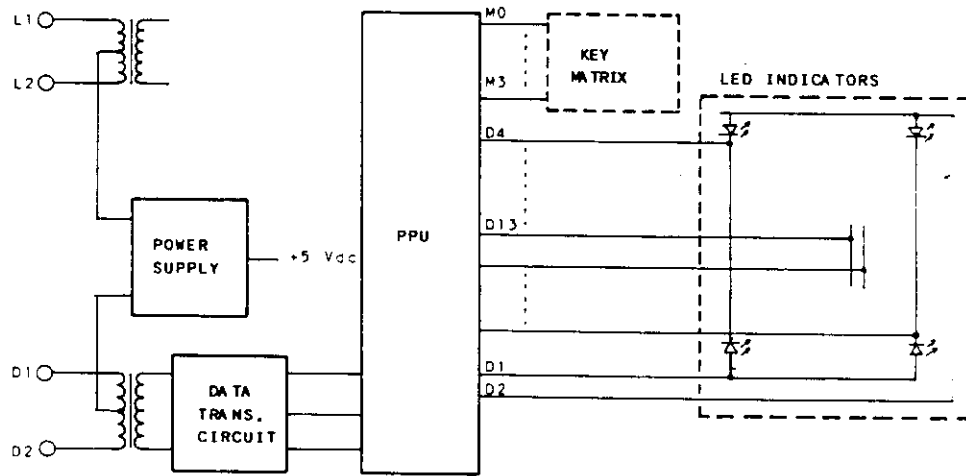 L1
L2
M0
M3
KEY
MATRIX
LED INDICATORS
D4
D13
PPU
POWER
SUPPLY
+5 Vdc
D1
D2
DATA
TRANS.
CIRCUIT
D1
D2